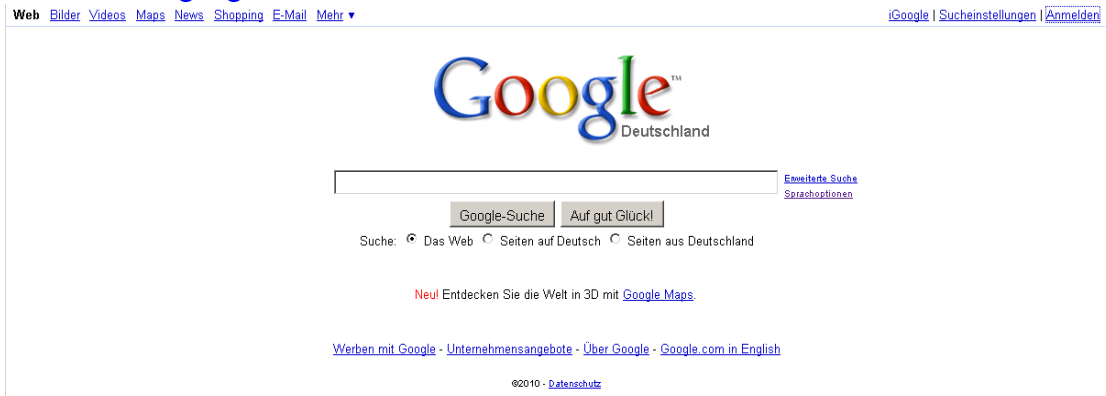 Web Bilder Videos Maps News Shopping E-Mail Mehr ▼ iGoogle | Sucheinstellungen | Anmelden
Google™
Deutschland
Erweiterte Suche
Sprachoptionen
Google-Suche Auf gut Glück!
Suche: Das Web Seiten auf Deutsch Seiten aus Deutschland
Neu! Entdecken Sie die Welt in 3D mit Google Maps.
Werben mit Google - Unternehmensangebote - Über Google - Google.com in English
©2010 - Datenschutz